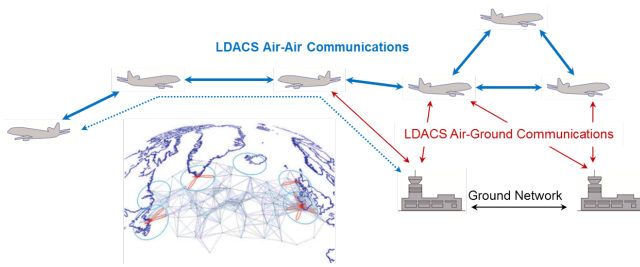 LDACS Air-Air Communications
LDACS Air-Ground Communications
Ground Network